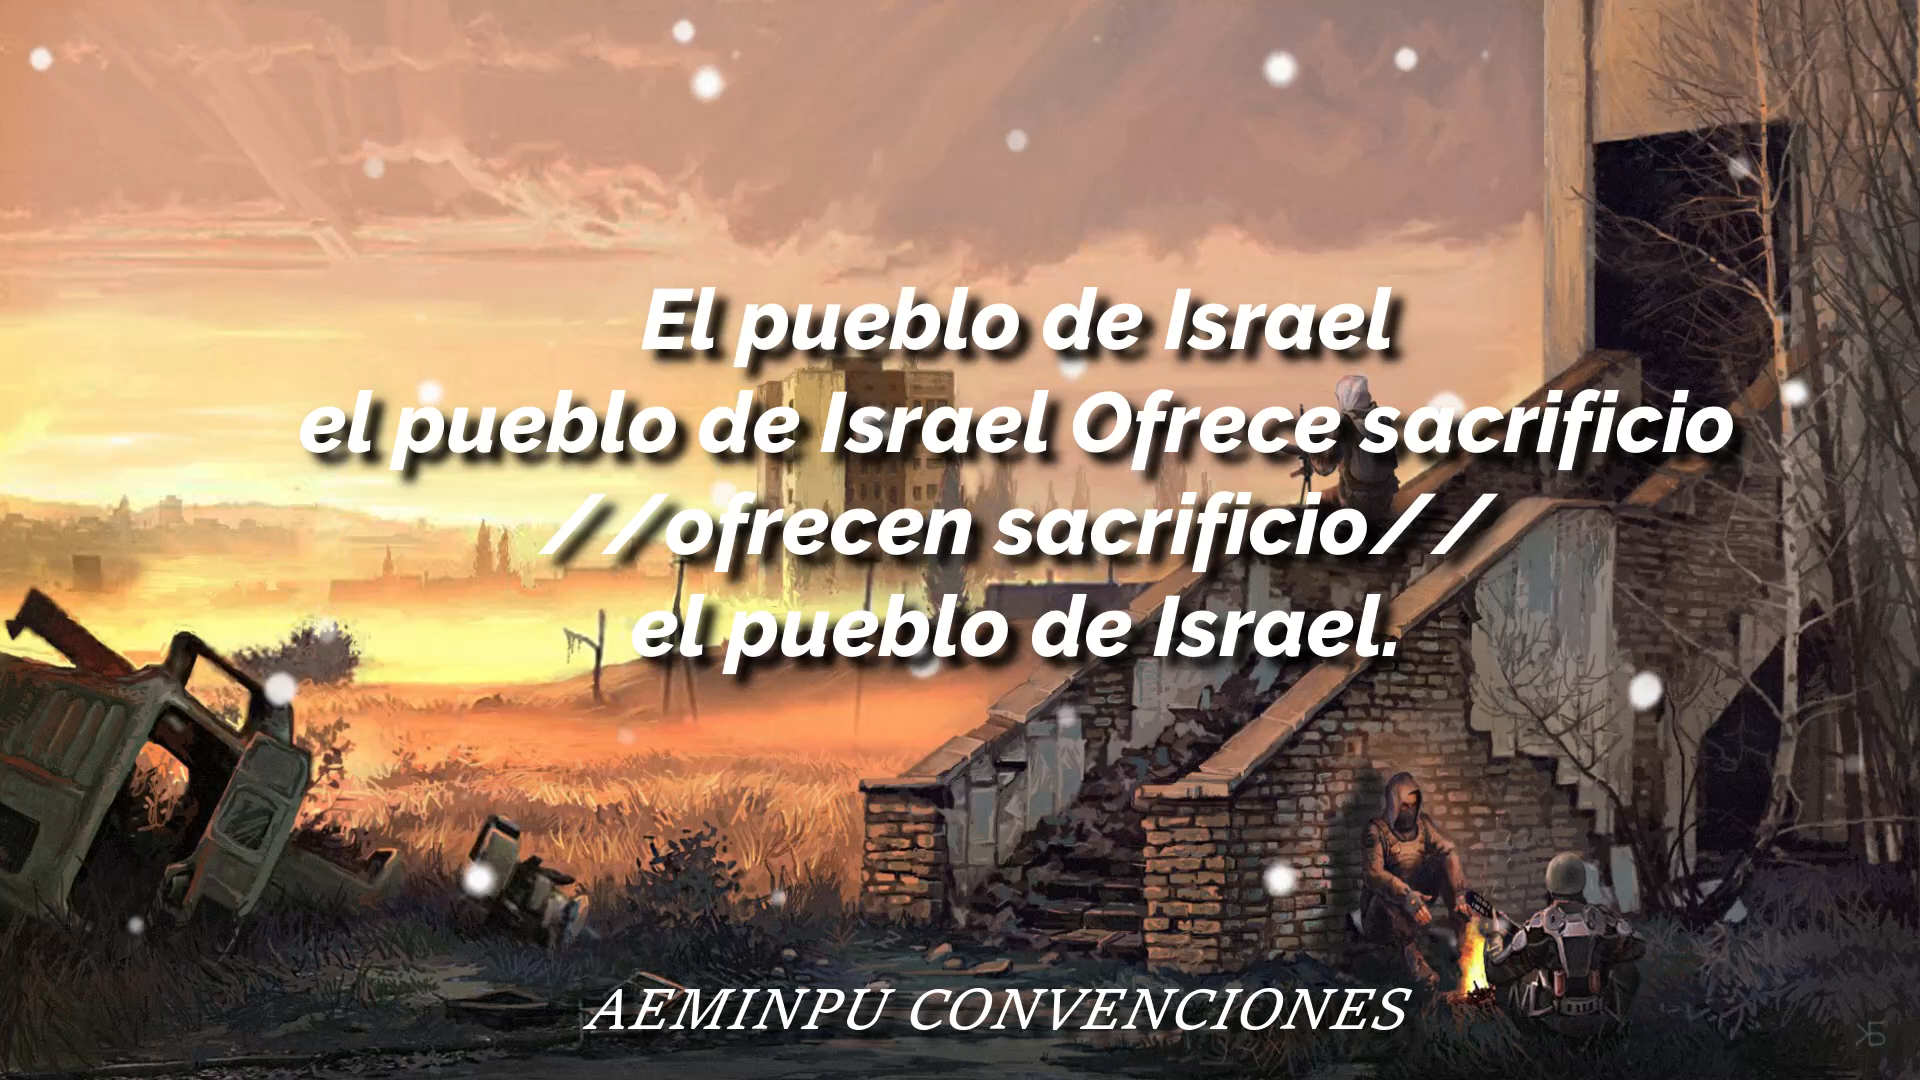 El pueblo de Israel
el pueblo de Israel Ofrece sacrificio
//ofrecen sacrificio//
el pueblo de Israel.
AEMINPU CONVENCIONES